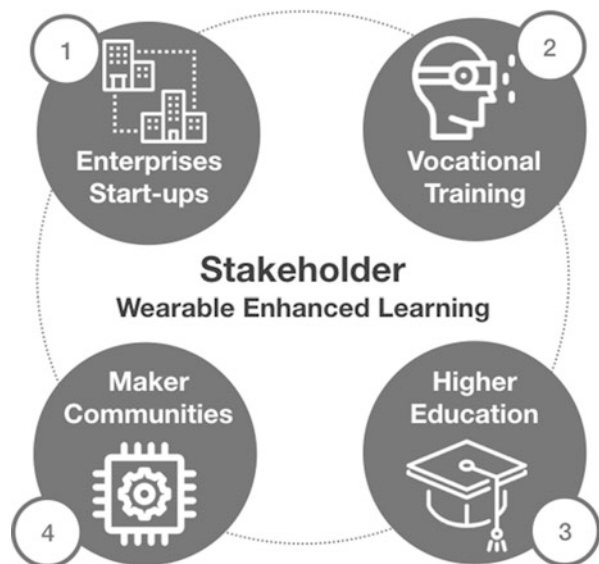 1
Enterprises
Start-ups
2
Vocational
Training
Stakeholder
Wearable Enhanced Learning
Maker
Communities
4
Higher
Education
3